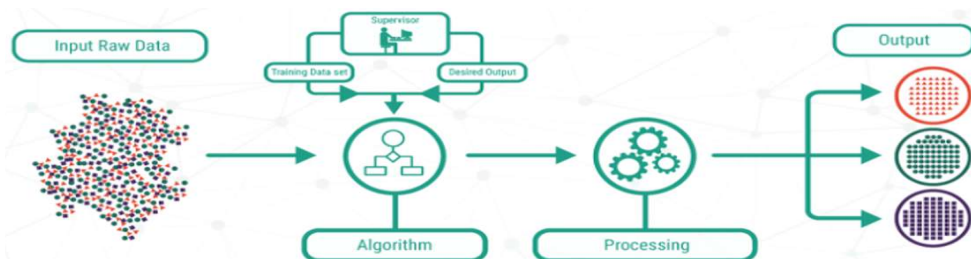 Supervisor
Input Raw Data
Output
Training Data set
Desired Output
Algorithm
Processing